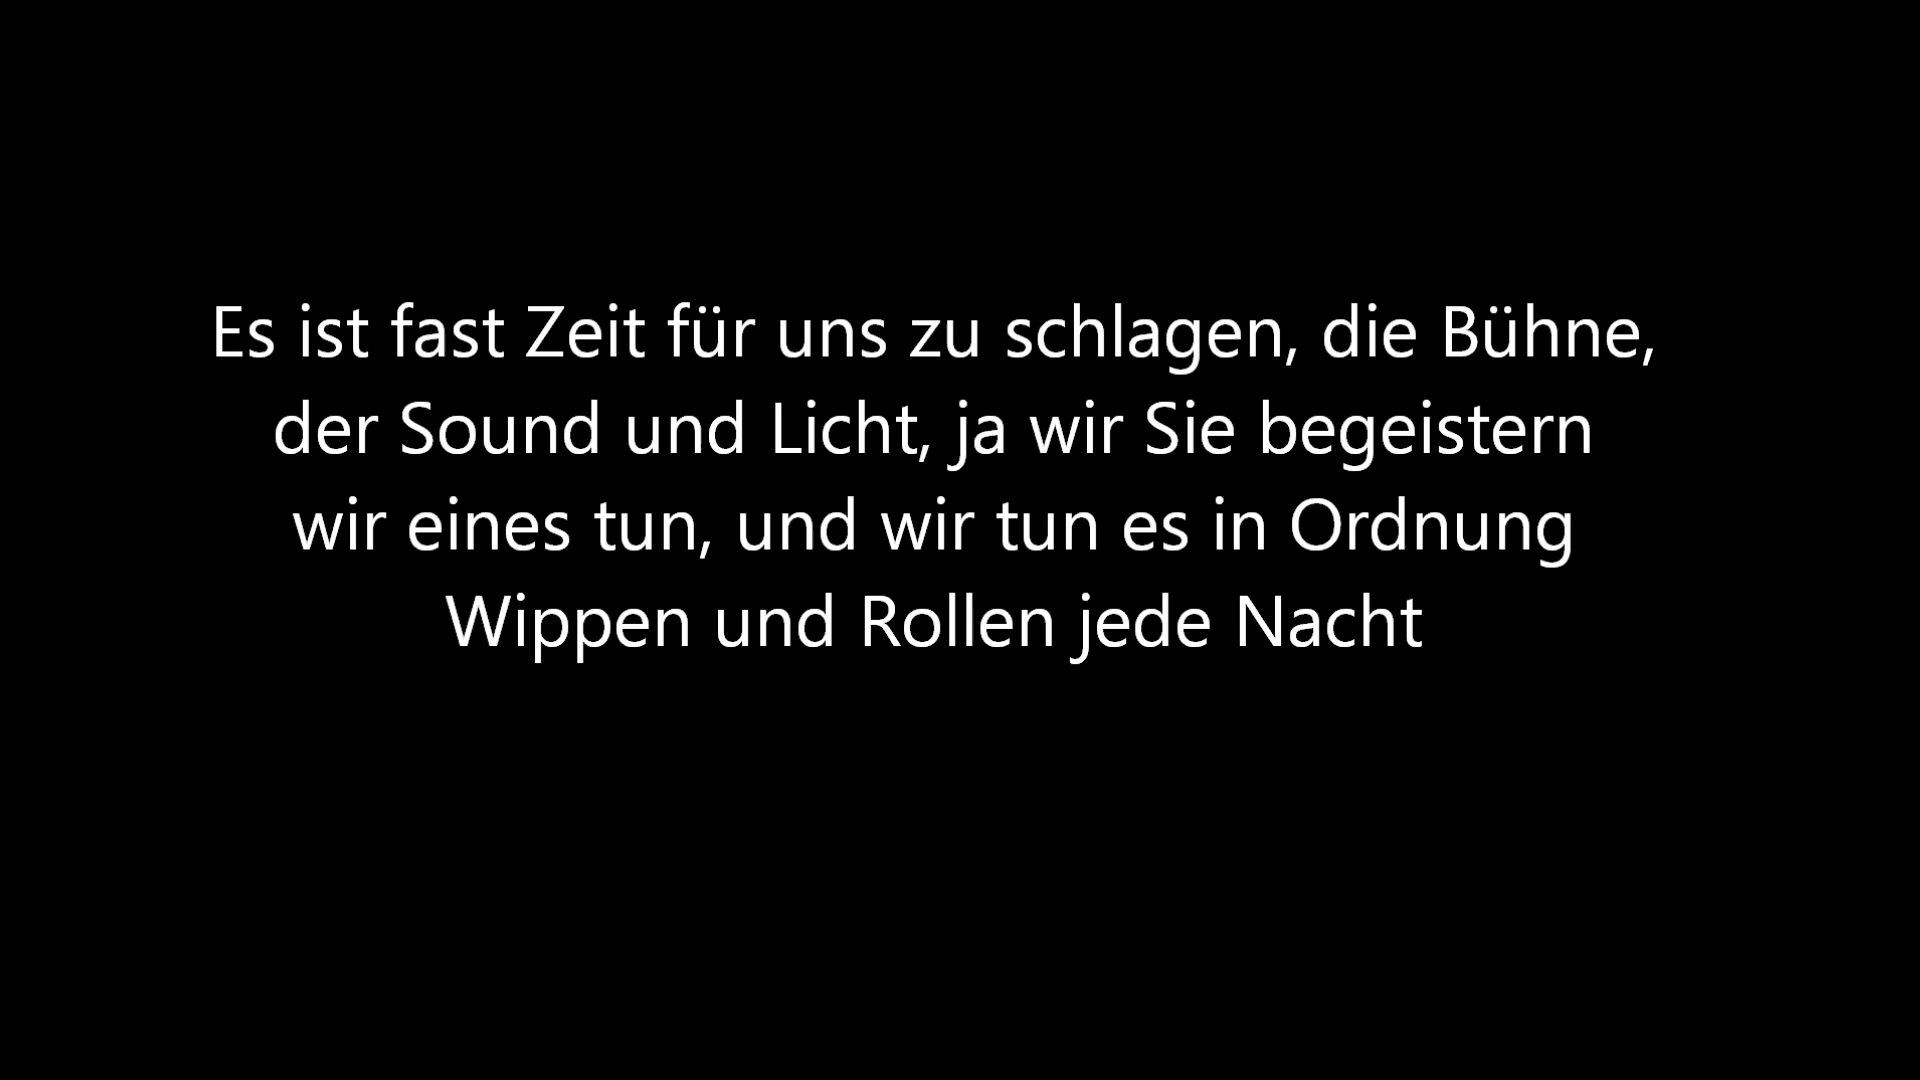 Es ist fast Zeit für uns zu schlagen, die Bühne,
der Sound und Licht, ja wir Sie begeistern
wir eines tun, und wir tun es in Ordnung
Wippen und Rollen jede Nacht